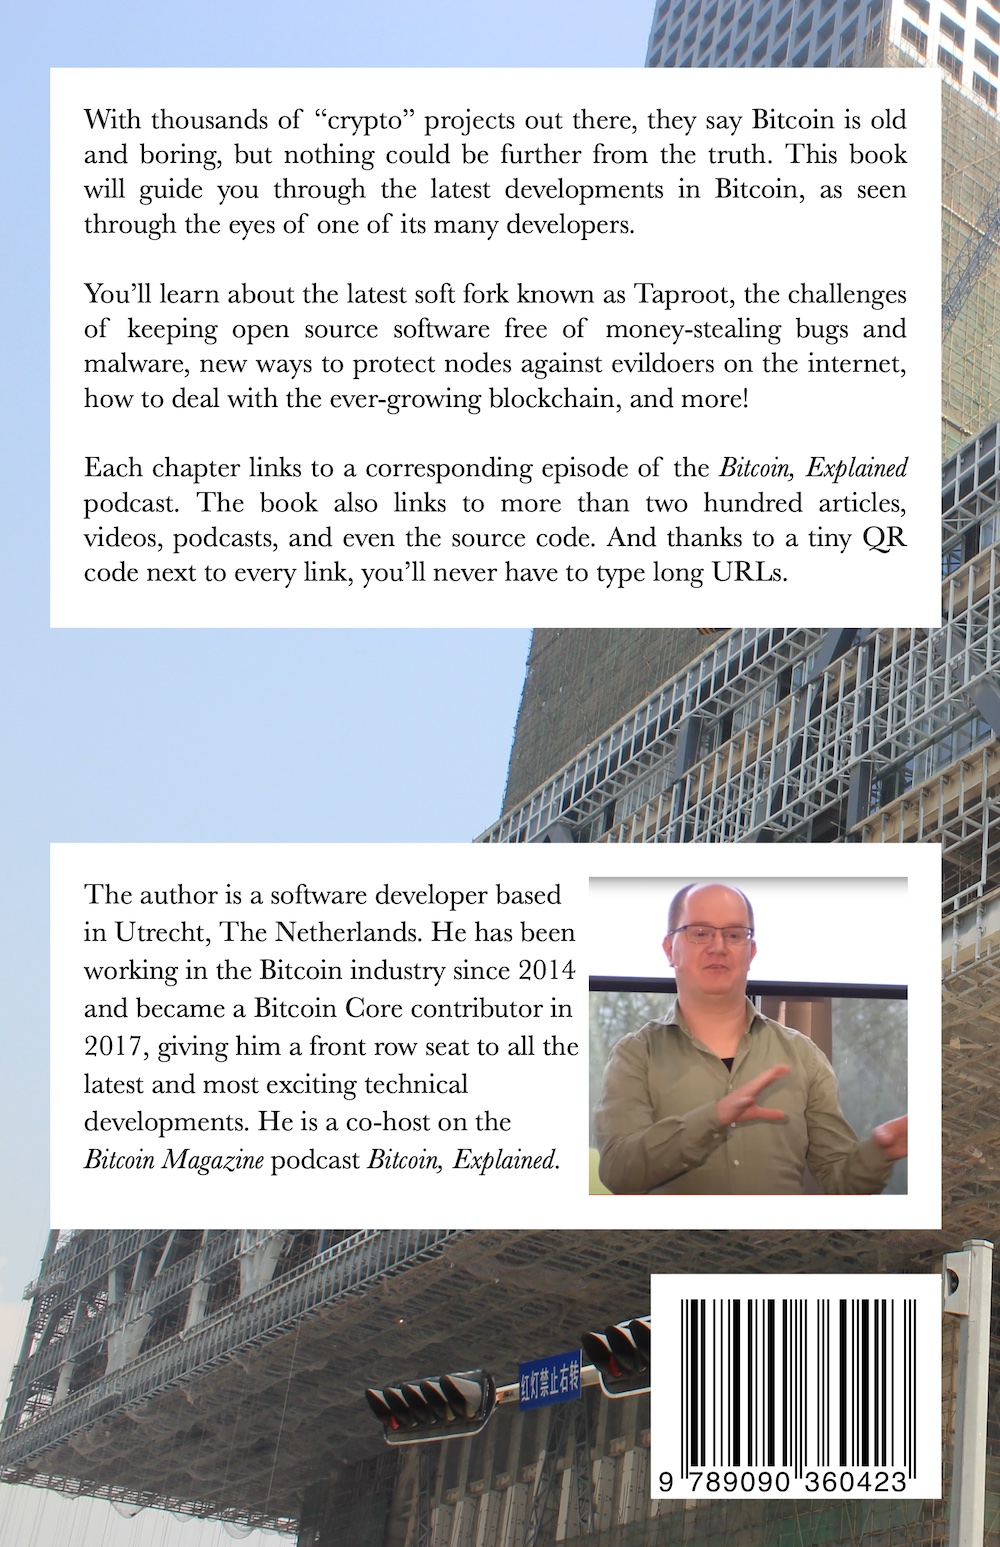 With thousands of “crypto” projects out there, they say Bitcoin is old
and boring, but nothing could be further from the truth. This book
will guide you through the latest developments in Bitcoin, as seen
through the eyes of one of its many developers.
You’ll learn about the latest soft fork known as Taproot, the challenges
of keeping open source software free of money-stealing bugs and
malware, new ways to protect nodes against evildoers on the internet,
how to deal with the ever-growing blockchain, and more!
Each chapter links to a corresponding episode of the Bitcoin, Explained
podcast. The book also links to more than two hundred articles,
videos, podcasts, and even the source code. And thanks to a tiny QR
code next to every link, you’ll never have to type long URLs.
The author is a software developer based
in Utrecht, The Netherlands. He has been
working in the Bitcoin industry since 2014
and became a Bitcoin Core contributor in
2017, giving him a front row seat to all the
latest and most exciting technical
developments. He is a co-host on the
Bitcoin Magazine podcast Bitcoin, Explained.
红灯禁止右转
9 789090 360423